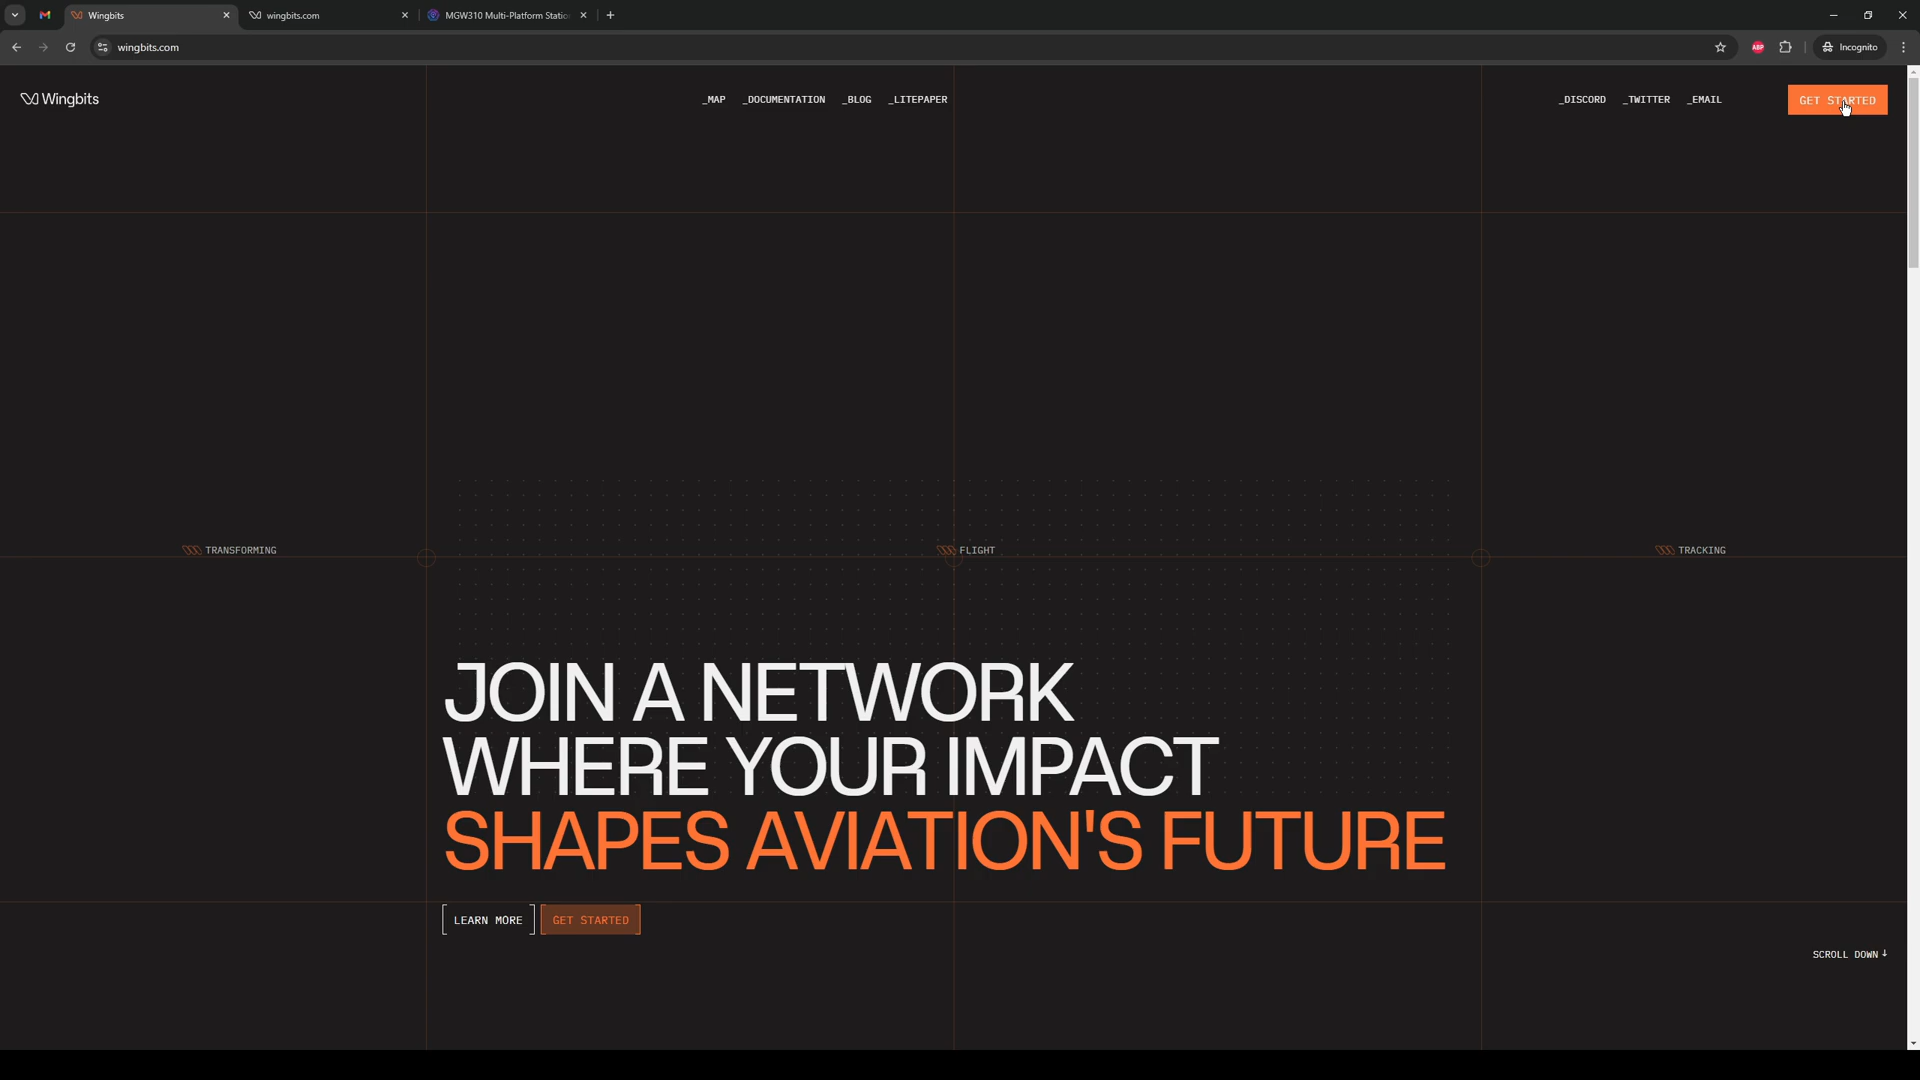 Wingbits
wingbits.com
MGW310 Multi-Platform Statio
wingbits.com
ABP
Incognito
Wingbits
_MAP
_DOCUMENTATION
_BLOG
_LITEPAPER
_DISCORD
_TWITTER
_EMAIL
GET STARTED
TRANSFORMING
FLIGHT
TRACKING
JOIN A NETWORK
WHERE YOUR IMPACT
SHAPES AVIATION'S FUTURE
LEARN MORE
GET STARTED
SCROLL DOWN